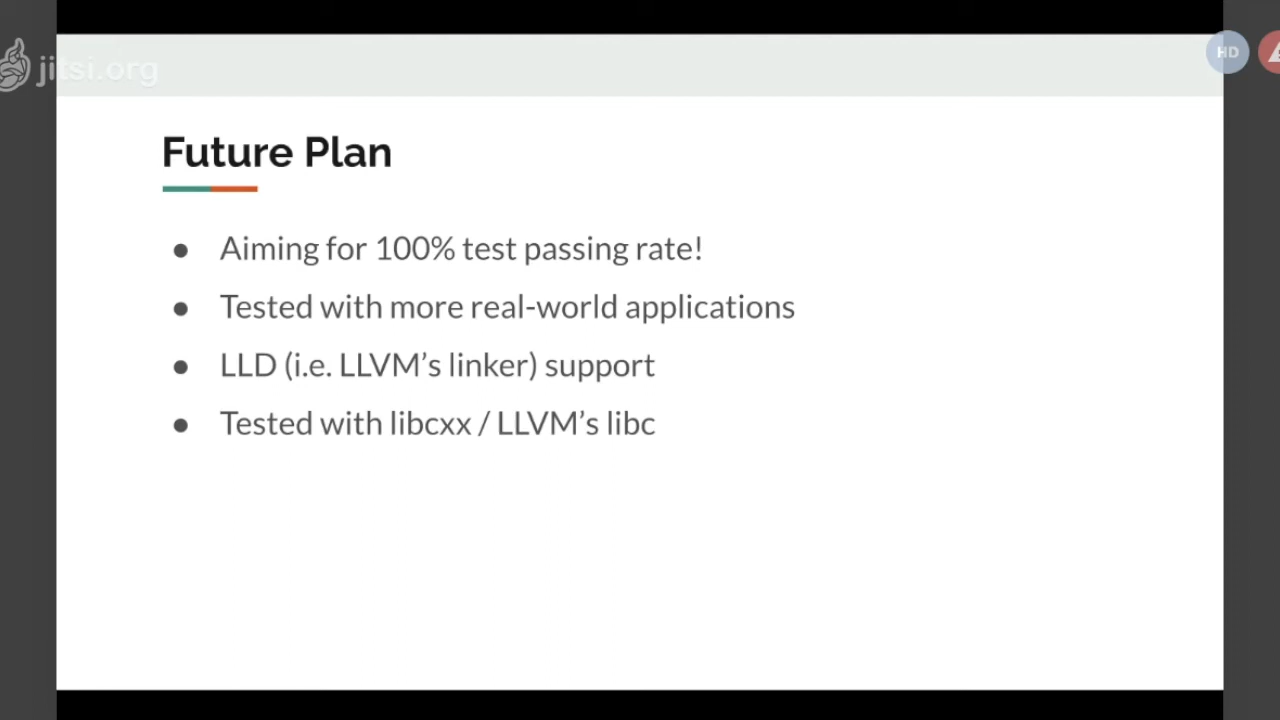 jitsi.org
HD
Future Plan
● Aiming for 100% test passing rate!
● Tested with more real-world applications
● LLD (i.e. LLVM’s linker) support
● Tested with libcxx / LLVM’s libc